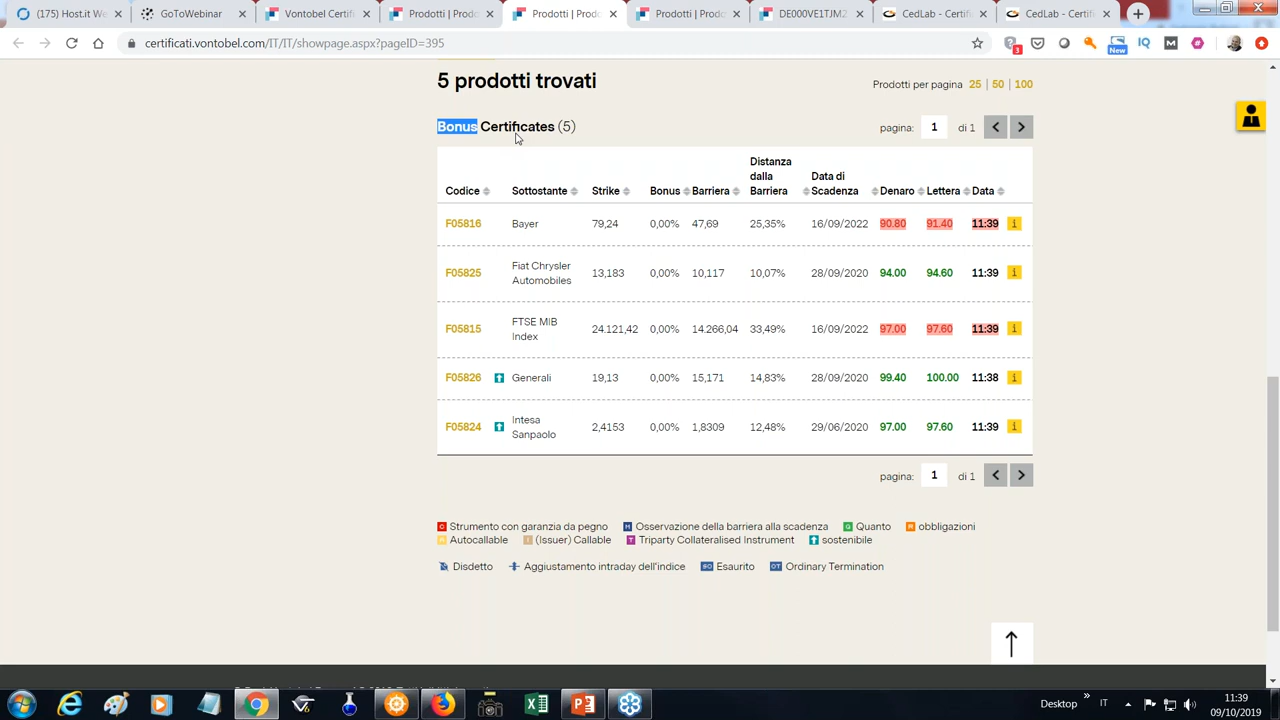 (175) Host.it We
GoToWebinar
Vontobel Certifi
Prodotti | Prodo
Prodotti | Prodo
Prodotti | Prodo
DE000VE1TJM2
CedLab - Certifi
CedLab - Certifi
certificati.vontobel.com/IT/IT/showpage.aspx?pageID=395
3
New
IQ
M
5 prodotti trovati
Prodotti per pagina 25 | 50 | 100
Bonus Certificates (5)
pagina: 1 di 1
Codice Sottostante Strike Bonus Barriera Distanza dalla Barriera Data di Scadenza Denaro Lettera Data
F05816 Bayer 79,24 0,00% 47,69 25,35% 16/09/2022 90.80 91.40 11:39 i
F05825 Fiat Chrysler Automobiles 13,183 0,00% 10,117 10,07% 28/09/2020 94.00 94.60 11:39 i
F05815 FTSE MIB Index 24.121,42 0,00% 14.266,04 33,49% 16/09/2022 97.00 97.60 11:39 i
F05826 Generali 19,13 0,00% 15,171 14,83% 28/09/2020 99.40 100.00 11:38 i
F05824 Intesa Sanpaolo 2,4153 0,00% 1,8309 12,48% 29/06/2020 97.00 97.60 11:39 i
pagina: 1 di 1
C Strumento con garanzia da pegno H Osservazione della barriera alla scadenza Q Quanto obbligazioni
Autocallable I (Issuer) Callable T Triparty Collateralised Instrument sostenibile
Disdetto Aggiustamento intraday dell'indice SO Esaurito OT Ordinary Termination
Desktop
IT
11:39
09/10/2019